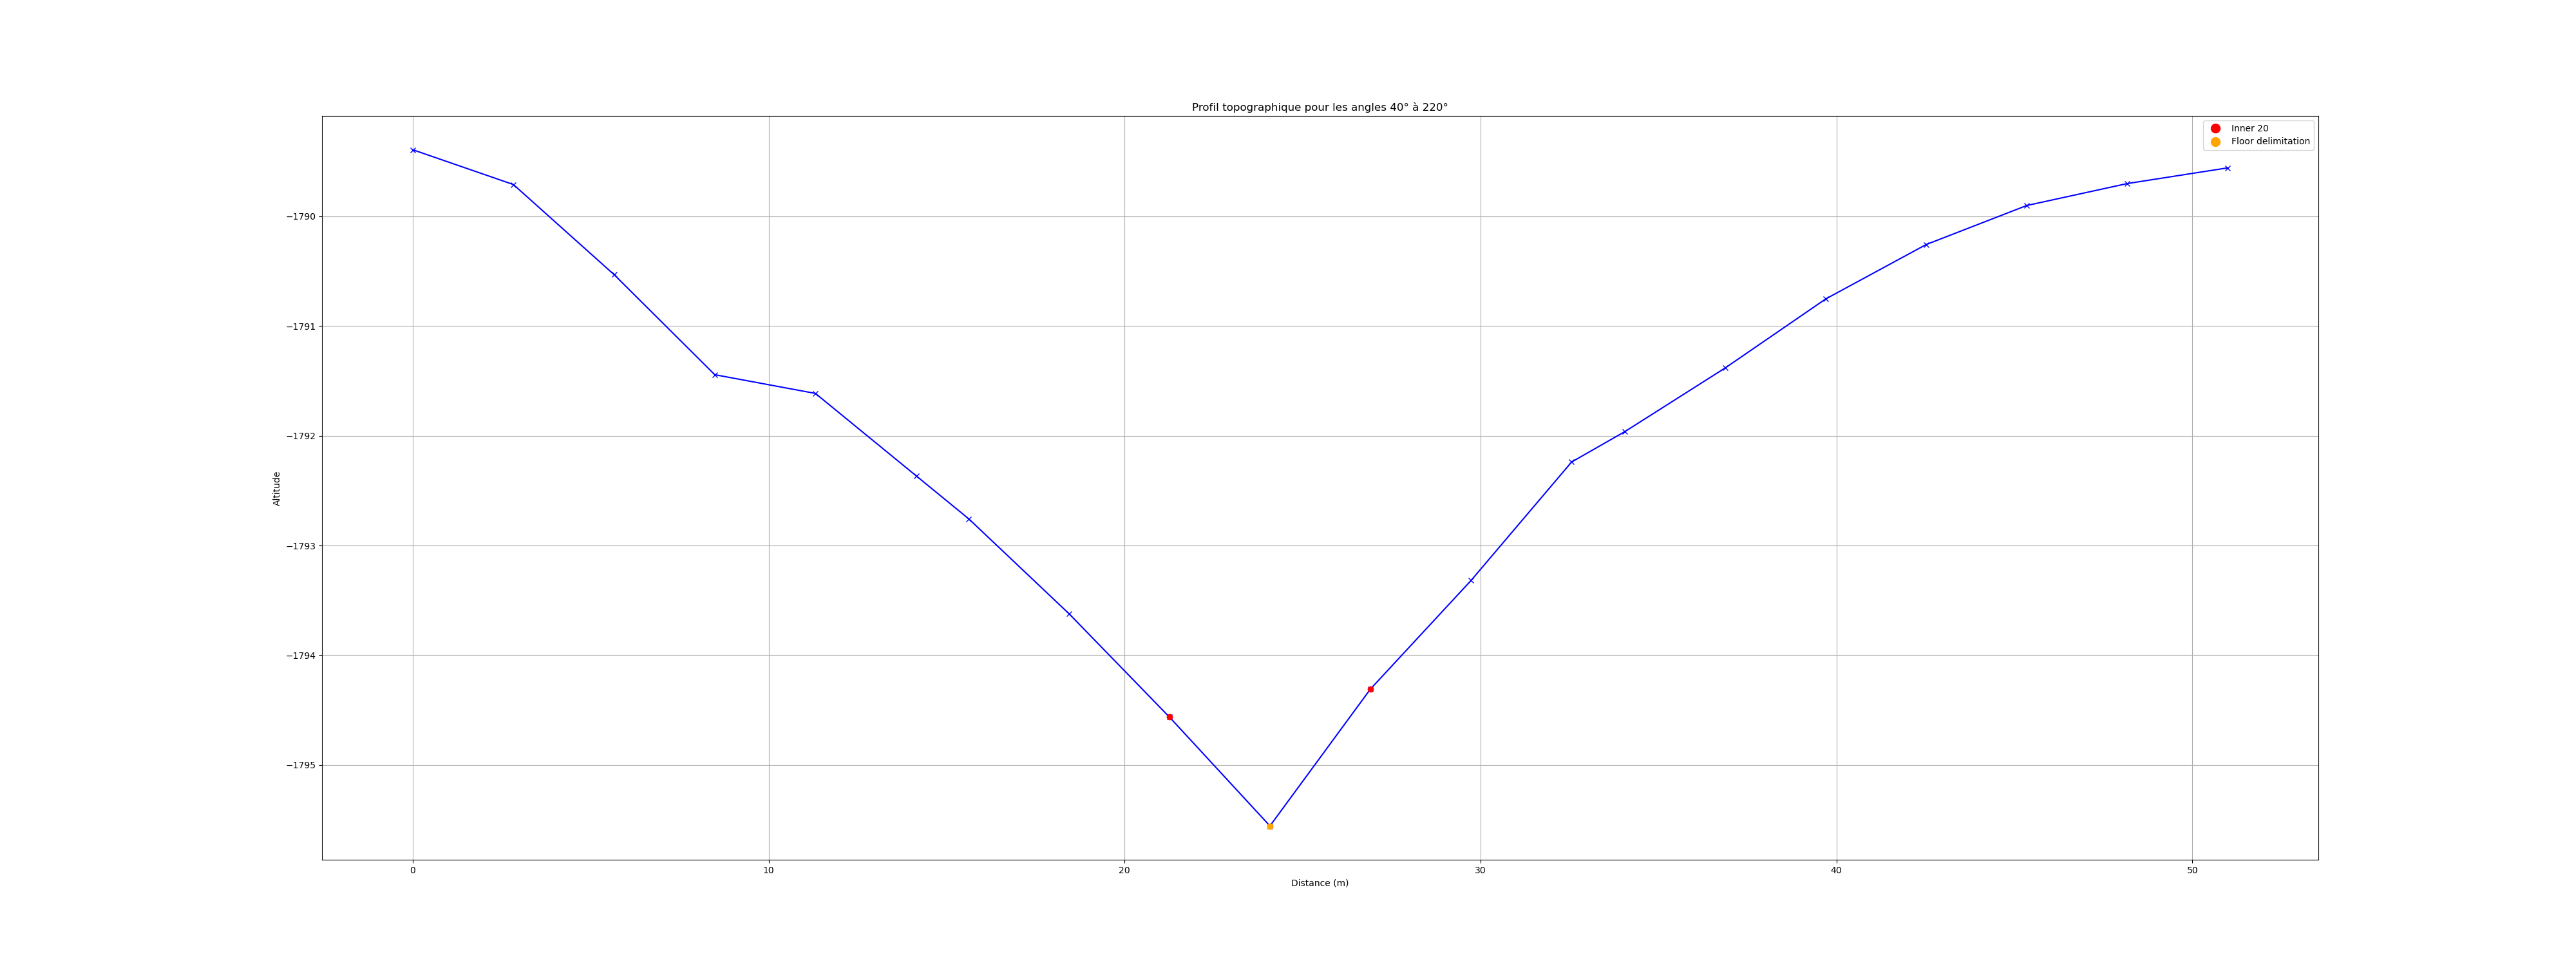 Profil topographique pour les angles 40° à 220°
Inner 20
Floor delimitation
−1790
−1791
−1792
−1793
−1794
−1795
Altitude
0 10 20 30 40 50
Distance (m)